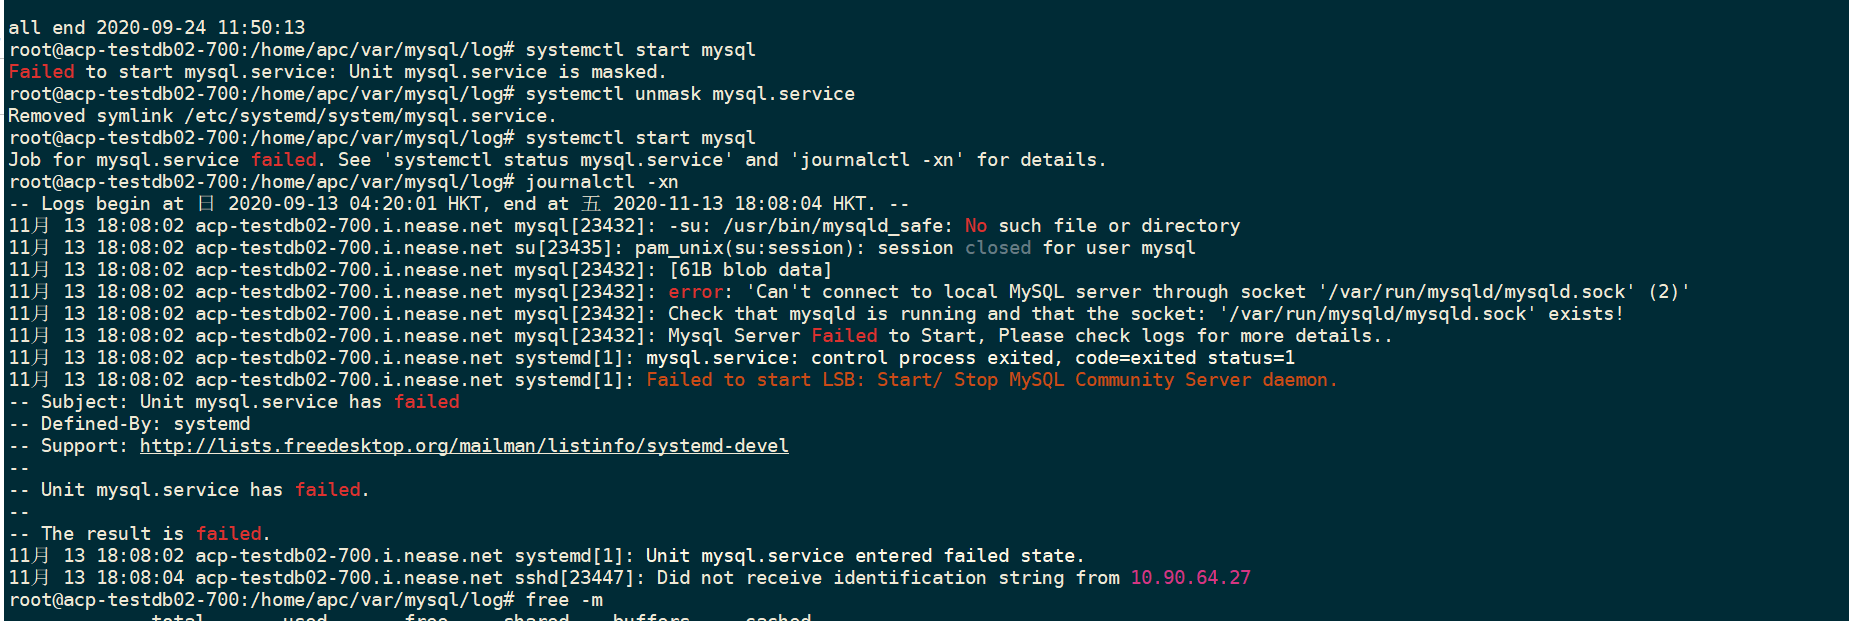 all end 2020-09-24 11:50:13
root@acp-testdb02-700:/home/apc/var/mysql/log# systemctl start mysql
Failed to start mysql.service: Unit mysql.service is masked.
root@acp-testdb02-700:/home/apc/var/mysql/log# systemctl unmask mysql.service
Removed symlink /etc/systemd/system/mysql.service.
root@acp-testdb02-700:/home/apc/var/mysql/log# systemctl start mysql
Job for mysql.service failed. See 'systemctl status mysql.service' and 'journalctl -xn' for details.
root@acp-testdb02-700:/home/apc/var/mysql/log# journalctl -xn
-- Logs begin at 日 2020-09-13 04:20:01 HKT, end at 五 2020-11-13 18:08:04 HKT. --
11月 13 18:08:02 acp-testdb02-700.i.nease.net mysql[23432]: -su: /usr/bin/mysqld_safe: No such file or directory
11月 13 18:08:02 acp-testdb02-700.i.nease.net su[23435]: pam_unix(su:session): session closed for user mysql
11月 13 18:08:02 acp-testdb02-700.i.nease.net mysql[23432]: [61B blob data]
11月 13 18:08:02 acp-testdb02-700.i.nease.net mysql[23432]: error: 'Can't connect to local MySQL server through socket '/var/run/mysqld/mysqld.sock' (2)'
11月 13 18:08:02 acp-testdb02-700.i.nease.net mysql[23432]: Check that mysqld is running and that the socket: '/var/run/mysqld/mysqld.sock' exists!
11月 13 18:08:02 acp-testdb02-700.i.nease.net mysql[23432]: Mysql Server Failed to Start, Please check logs for more details..
11月 13 18:08:02 acp-testdb02-700.i.nease.net systemd[1]: mysql.service: control process exited, code=exited status=1
11月 13 18:08:02 acp-testdb02-700.i.nease.net systemd[1]: Failed to start LSB: Start/ Stop MySQL Community Server daemon.
-- Subject: Unit mysql.service has failed
-- Defined-By: systemd
-- Support: http://lists.freedesktop.org/mailman/listinfo/systemd-devel
--
-- Unit mysql.service has failed.
--
-- The result is failed.
11月 13 18:08:02 acp-testdb02-700.i.nease.net systemd[1]: Unit mysql.service entered failed state.
11月 13 18:08:04 acp-testdb02-700.i.nease.net sshd[23447]: Did not receive identification string from 10.90.64.27
root@acp-testdb02-700:/home/apc/var/mysql/log# free -m
total used free shared buffers cached